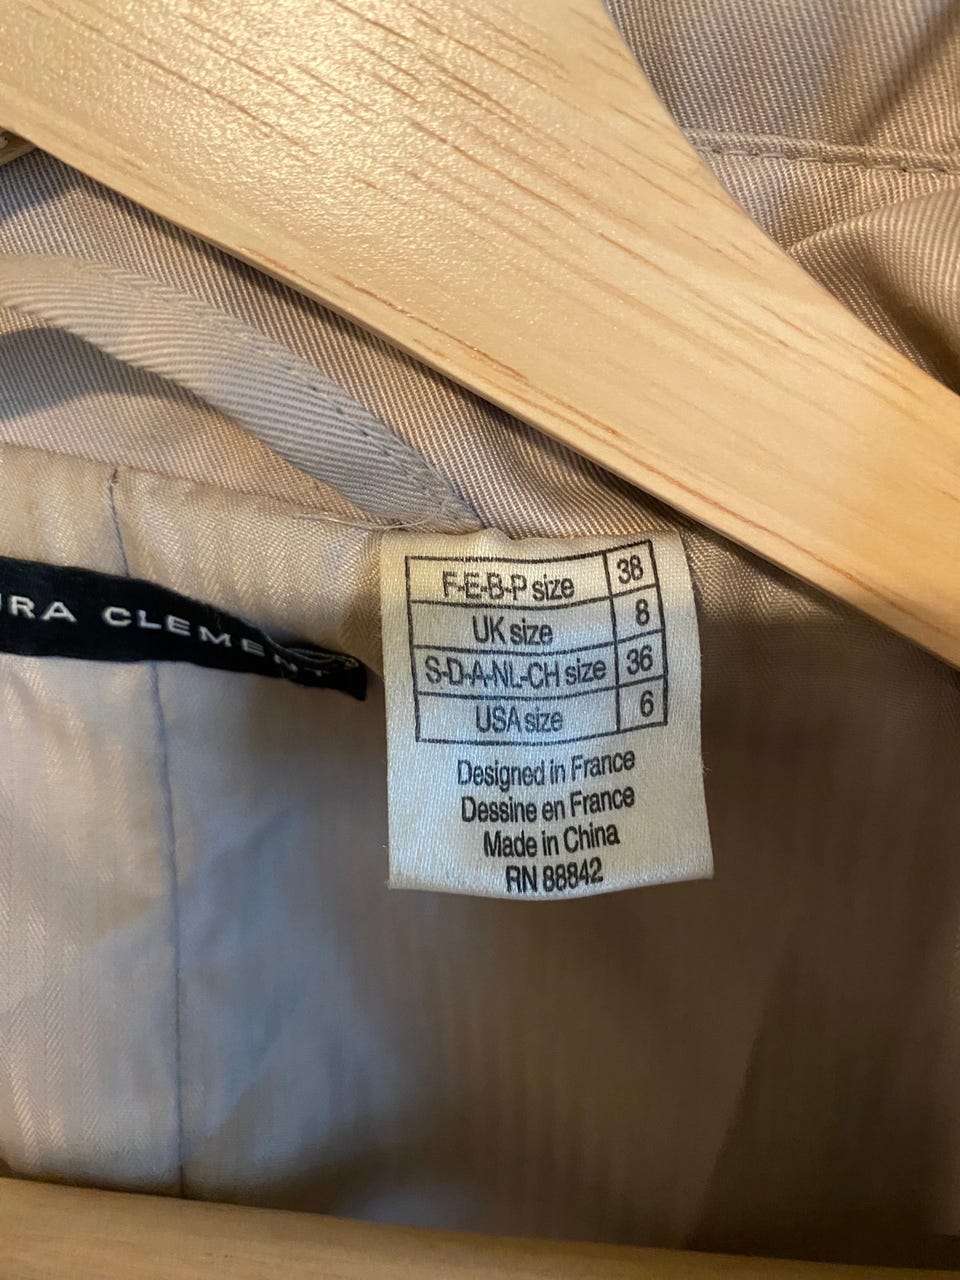 URA CLEMENT
F-E-B-P size 38
UK size 8
S-D-A-NL-CH size 36
USA size 6
Designed in France
Dessine en France
Made in China
RN 88842